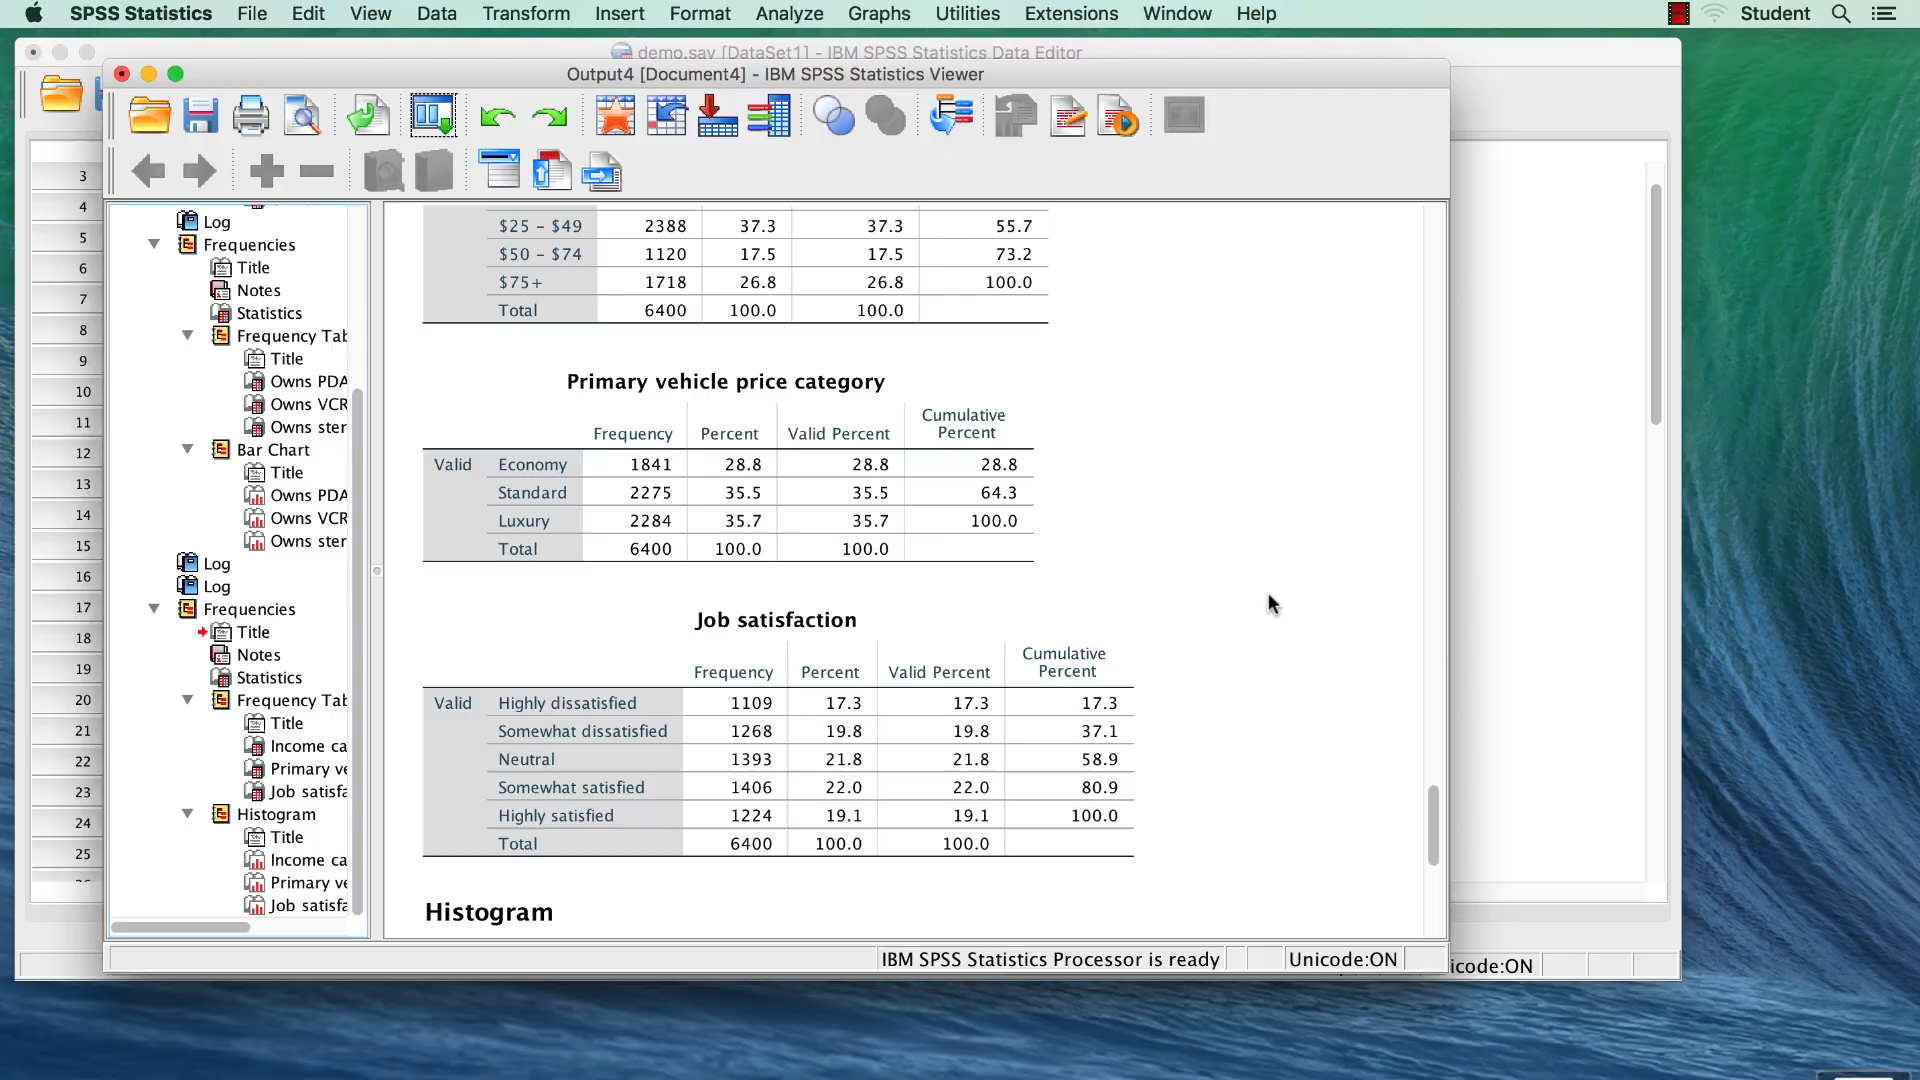 SPSS Statistics File Edit View Data Transform Insert Format Analyze Graphs Utilities Extensions Window Help Student
demo.sav [DataSet1] - IBM SPSS Statistics Data Editor
Output4 [Document4] - IBM SPSS Statistics Viewer
3
4
5
6
7
8
9
10
11
12
13
14
15
16
17
18
19
20
21
22
23
24
25
Log
Frequencies
Title
Notes
Statistics
Frequency Tab
Title
Owns PDA
Owns VCR
Owns ster
Bar Chart
Title
Owns PDA
Owns VCR
Owns ster
Log
Log
Frequencies
Title
Notes
Statistics
Frequency Tab
Title
Income ca
Primary ve
Job satisfa
Histogram
Title
Income ca
Primary ve
Job satisfa
$25 - $49 2388 37.3 37.3 55.7
$50 - $74 1120 17.5 17.5 73.2
$75+ 1718 26.8 26.8 100.0
Total 6400 100.0 100.0
Primary vehicle price category
Frequency Percent Valid Percent Cumulative Percent
Valid Economy 1841 28.8 28.8 28.8
Standard 2275 35.5 35.5 64.3
Luxury 2284 35.7 35.7 100.0
Total 6400 100.0 100.0
Job satisfaction
Frequency Percent Valid Percent Cumulative Percent
Valid Highly dissatisfied 1109 17.3 17.3 17.3
Somewhat dissatisfied 1268 19.8 19.8 37.1
Neutral 1393 21.8 21.8 58.9
Somewhat satisfied 1406 22.0 22.0 80.9
Highly satisfied 1224 19.1 19.1 100.0
Total 6400 100.0 100.0
Histogram
IBM SPSS Statistics Processor is ready Unicode:ON
icode:ON